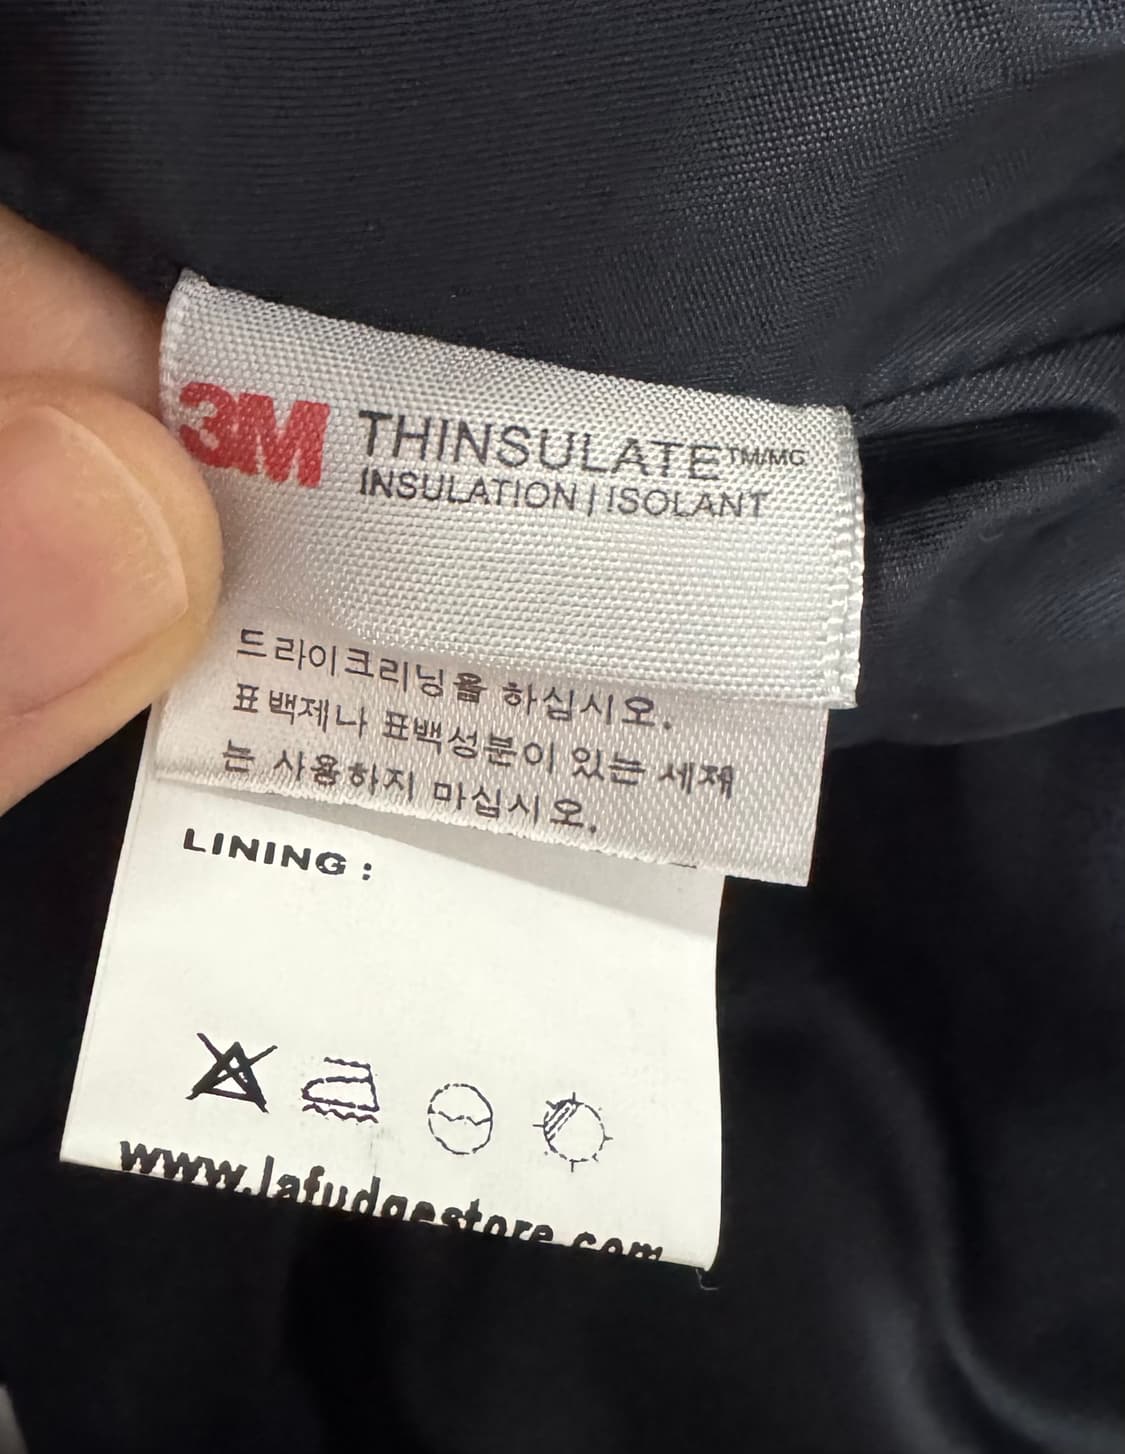 3M THINSULATE™/MC
INSULATION | ISOLANT
드라이크리닝을 하십시오.
표백제나 표백성분이 있는 세제
는 사용하지 마십시오.
LINING :
www.lafudgestore.com